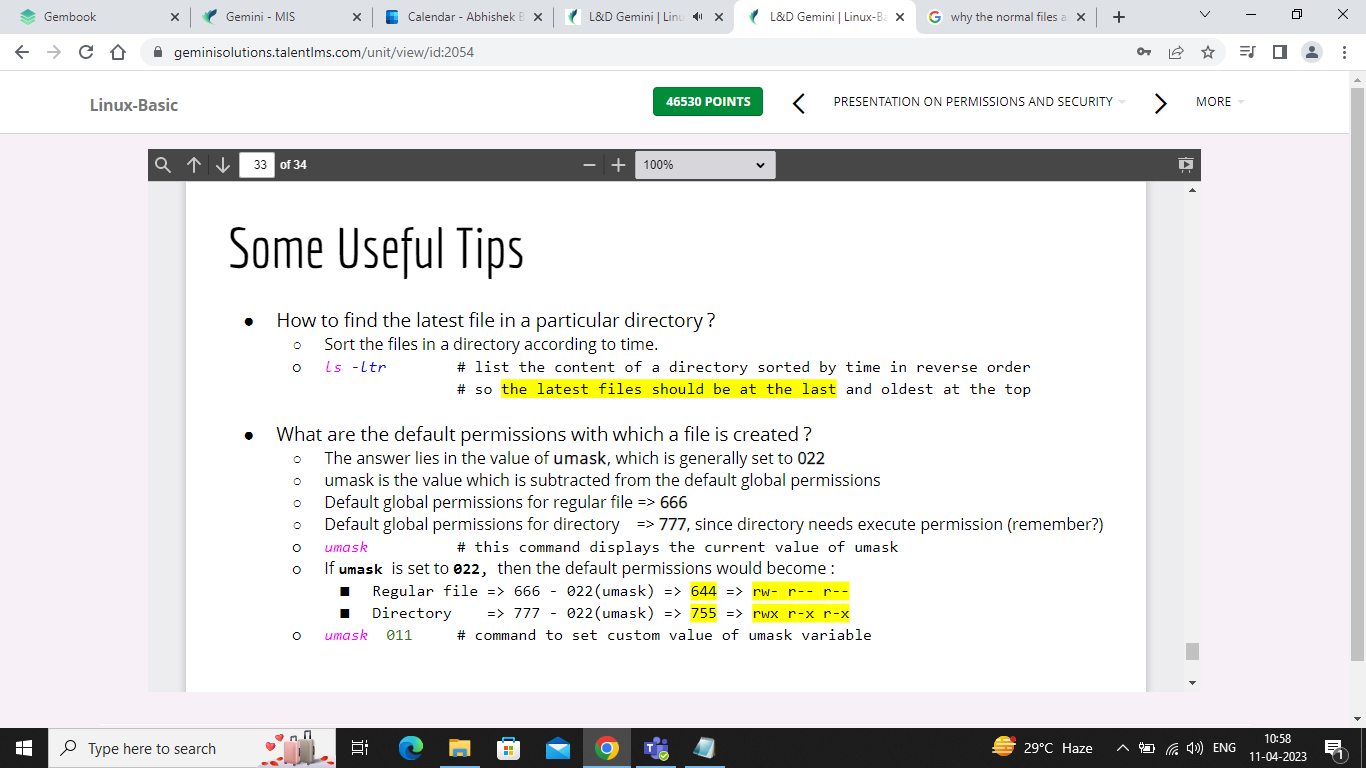 Gembook
Gemini - MIS
Calendar - Abhishek B
L&D Gemini | Linu
L&D Gemini | Linux-Ba
why the normal files a
geminisolutions.talentlms.com/unit/view/id:2054
Linux-Basic
46530 POINTS
PRESENTATION ON PERMISSIONS AND SECURITY
MORE
33 of 34
100%
Some Useful Tips
● How to find the latest file in a particular directory ?
○ Sort the files in a directory according to time.
○ ls -ltr # list the content of a directory sorted by time in reverse order
# so the latest files should be at the last and oldest at the top
● What are the default permissions with which a file is created ?
○ The answer lies in the value of umask, which is generally set to 022
○ umask is the value which is subtracted from the default global permissions
○ Default global permissions for regular file => 666
○ Default global permissions for directory => 777, since directory needs execute permission (remember?)
○ umask # this command displays the current value of umask
○ If umask is set to 022, then the default permissions would become :
■ Regular file => 666 - 022(umask) => 644 => rw- r-- r--
■ Directory => 777 - 022(umask) => 755 => rwx r-x r-x
○ umask 011 # command to set custom value of umask variable
Type here to search
29°C Haze
ENG
10:58
11-04-2023
1